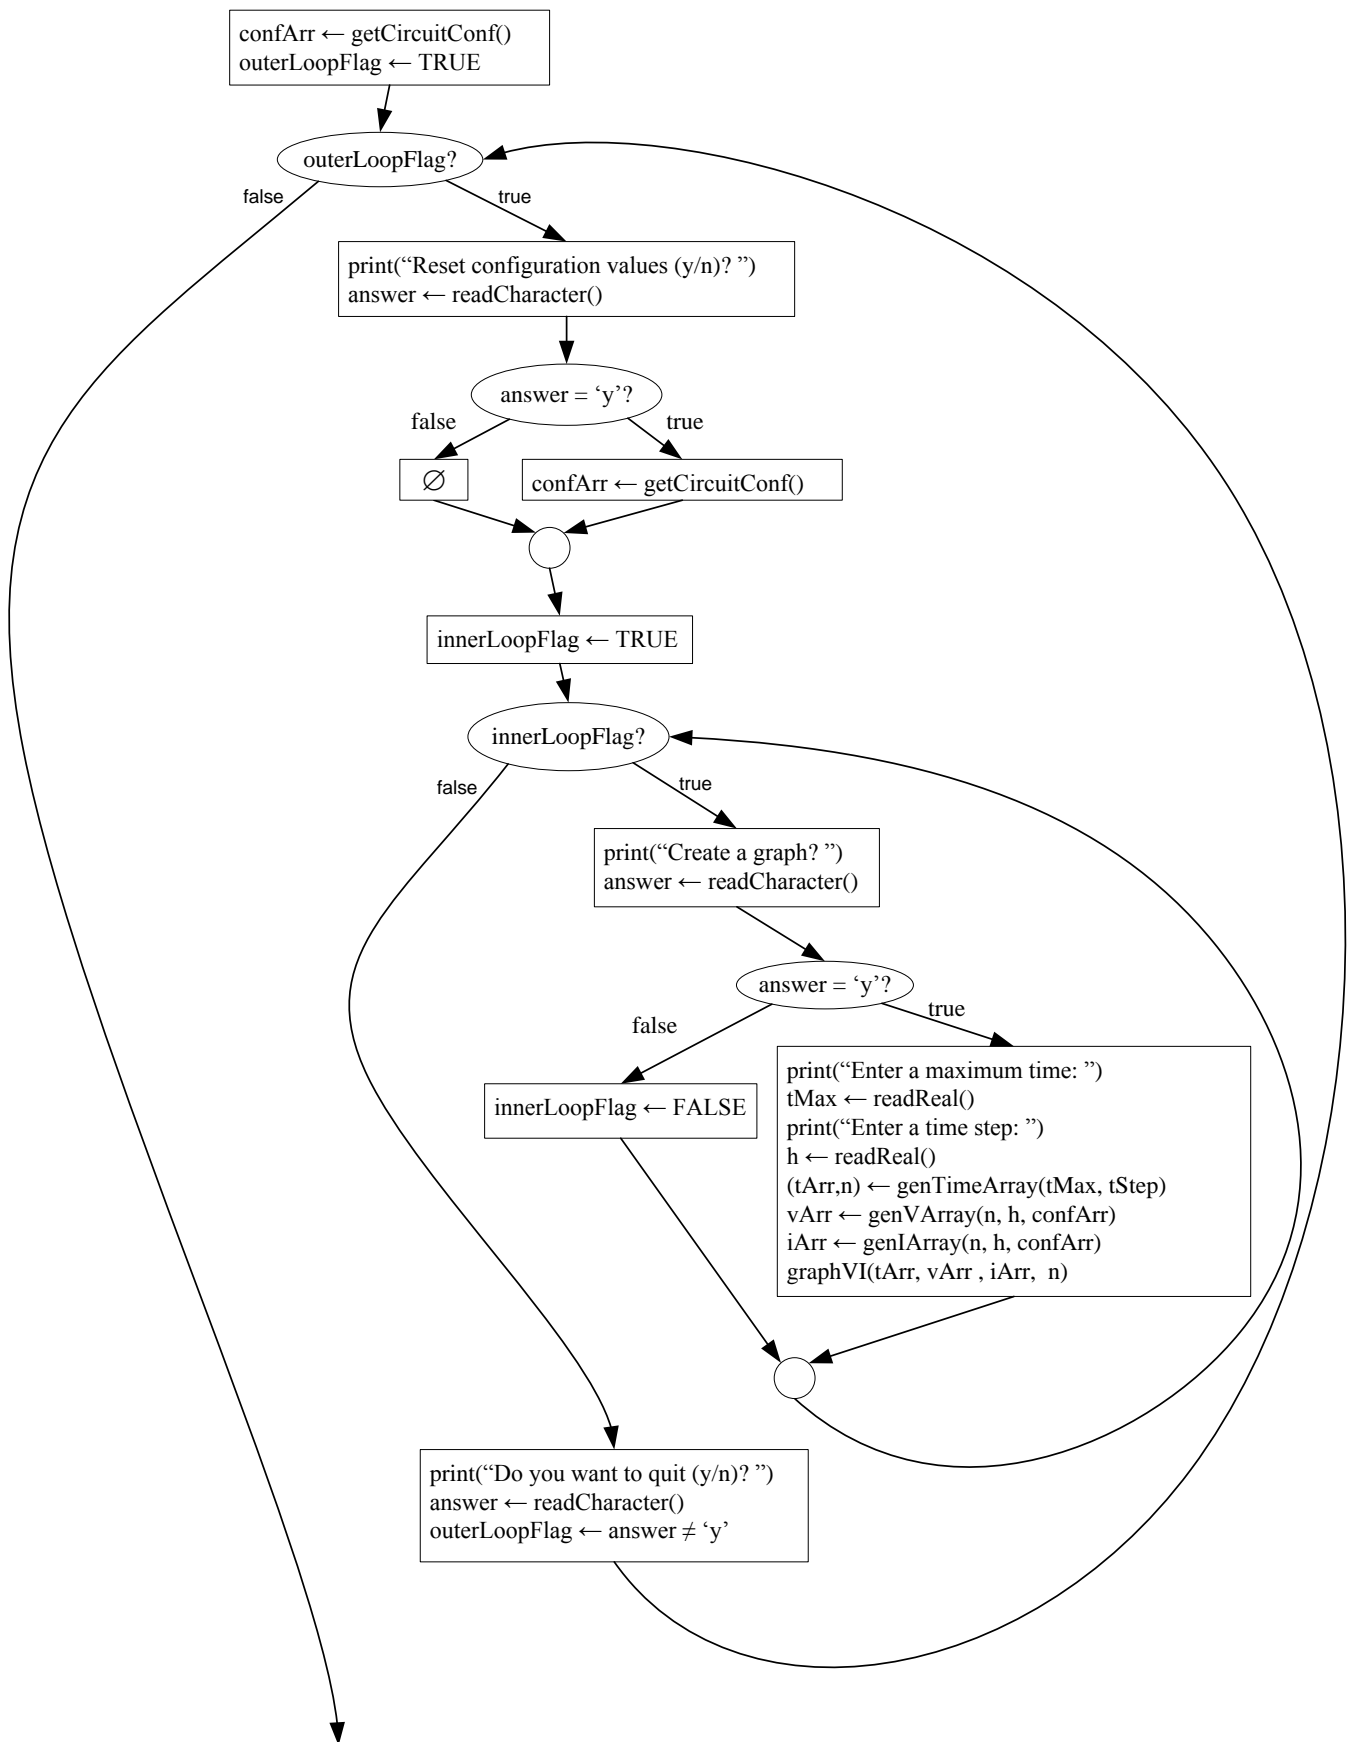 confArr ← getCircuitConf()
outerLoopFlag ← TRUE
outerLoopFlag?
false
true
print(“Reset configuration values (y/n)? ”)
answer ← readCharacter()
answer = ‘y’?
false
true
∅
confArr ← getCircuitConf()
innerLoopFlag ← TRUE
innerLoopFlag?
false
true
print(“Create a graph? ”)
answer ← readCharacter()
answer = ‘y’?
false
true
innerLoopFlag ← FALSE
print(“Enter a maximum time: ”)
tMax ← readReal()
print(“Enter a time step: ”)
h ← readReal()
(tArr,n) ← genTimeArray(tMax, tStep)
vArr ← genVArray(n, h, confArr)
iArr ← genIArray(n, h, confArr)
graphVI(tArr, vArr , iArr,  n)
print(“Do you want to quit (y/n)? ”)
answer ← readCharacter()
outerLoopFlag ← answer ≠ ‘y’